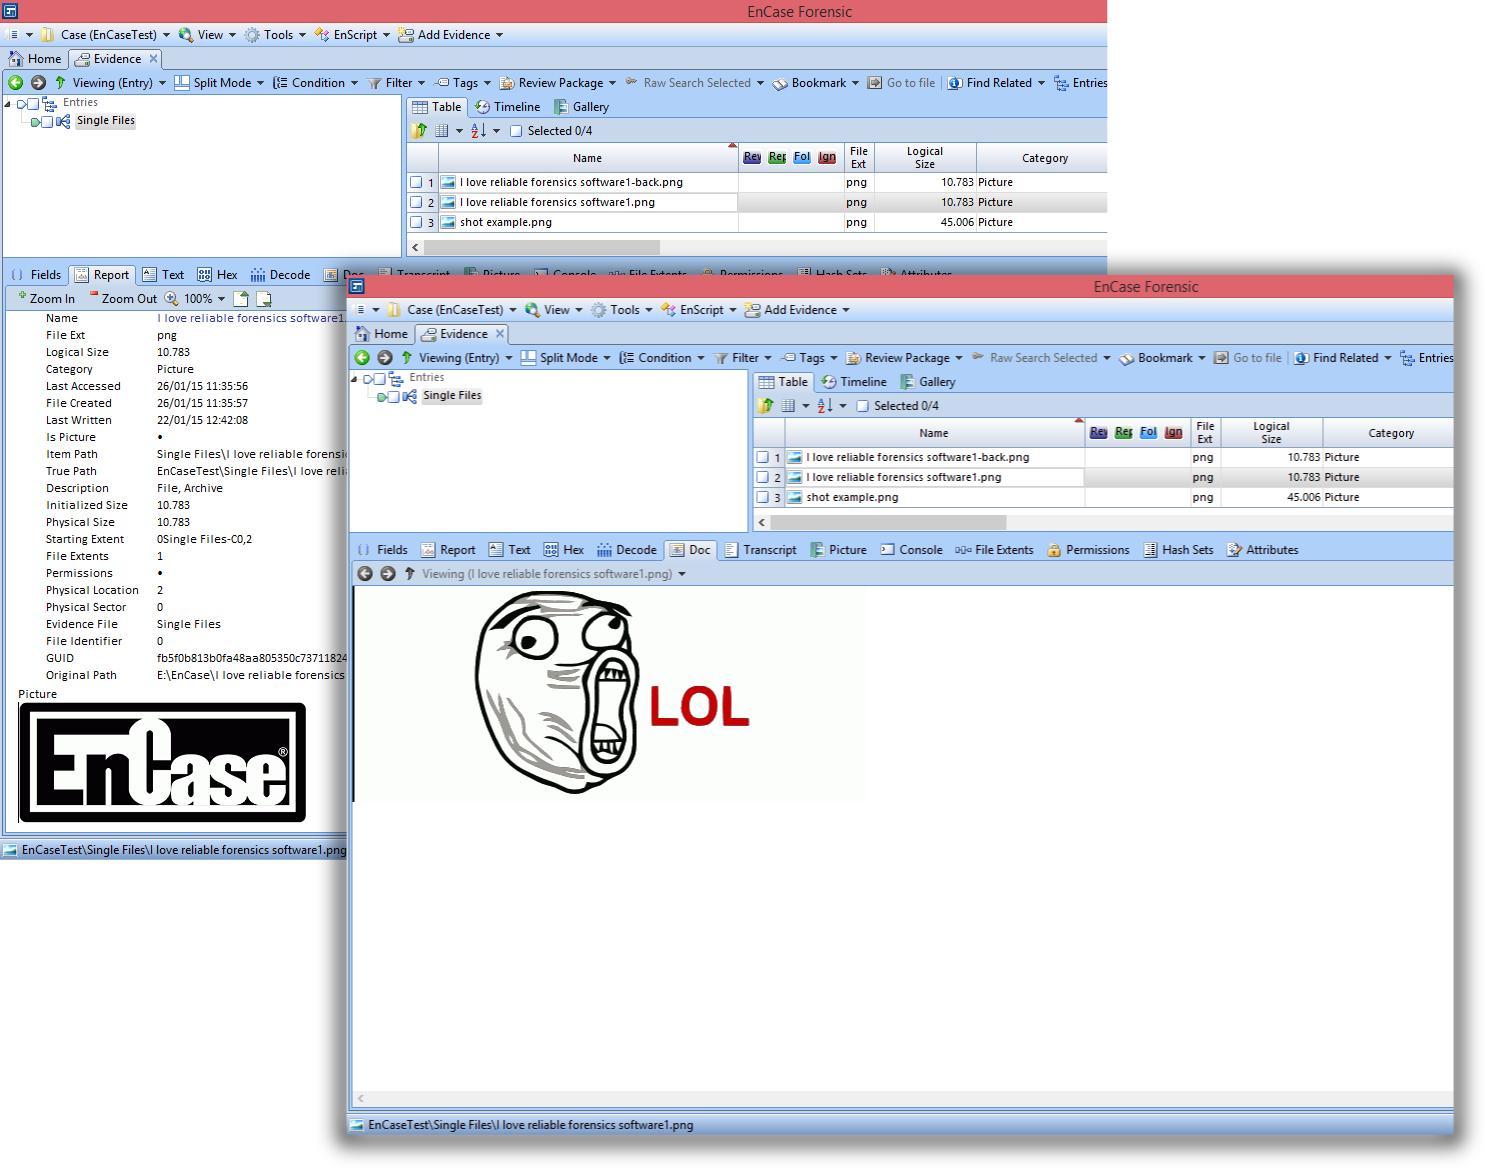 EnCase Forensic
Case (EnCaseTest) View Tools EnScript Add Evidence
Home Evidence
Viewing (Entry) Split Mode Condition Filter Tags Review Package Raw Search Selected Bookmark Go to file Find Related Entries
Entries
Single Files
Table Timeline Gallery
Selected 0/4
Name Rev Rep Fol Ign File Ext Logical Size Category
1 I love reliable forensics software1-back.png png 10.783 Picture
2 I love reliable forensics software1.png png 10.783 Picture
3 shot example.png png 45.006 Picture
Fields Report Text Hex Decode Doc Transcript Picture Console File Extents Permissions Hash Sets Attributes
Zoom In Zoom Out 100%
Name I love reliable forensics software1.
File Ext png
Logical Size 10.783
Category Picture
Last Accessed 26/01/15 11:35:56
File Created 26/01/15 11:35:57
Last Written 22/01/15 12:42:08
Is Picture •
Item Path Single Files\I love reliable forensic
True Path EnCaseTest\Single Files\I love relia
Description File, Archive
Initialized Size 10.783
Physical Size 10.783
Starting Extent 0Single Files-C0,2
File Extents 1
Permissions •
Physical Location 2
Physical Sector 0
Evidence File Single Files
File Identifier 0
GUID fb5f0b813b0fa48aa805350c73711824
Original Path E:\EnCase\I love reliable forensics
Picture
EnCase®
EnCaseTest\Single Files\I love reliable forensics software1.png
EnCase Forensic
Case (EnCaseTest) View Tools EnScript Add Evidence
Home Evidence
Viewing (Entry) Split Mode Condition Filter Tags Review Package Raw Search Selected Bookmark Go to file Find Related Entries
Entries
Single Files
Table Timeline Gallery
Selected 0/4
Name Rev Rep Fol Ign File Ext Logical Size Category
1 I love reliable forensics software1-back.png png 10.783 Picture
2 I love reliable forensics software1.png png 10.783 Picture
3 shot example.png png 45.006 Picture
Fields Report Text Hex Decode Doc Transcript Picture Console File Extents Permissions Hash Sets Attributes
Viewing (I love reliable forensics software1.png)
LOL
EnCaseTest\Single Files\I love reliable forensics software1.png